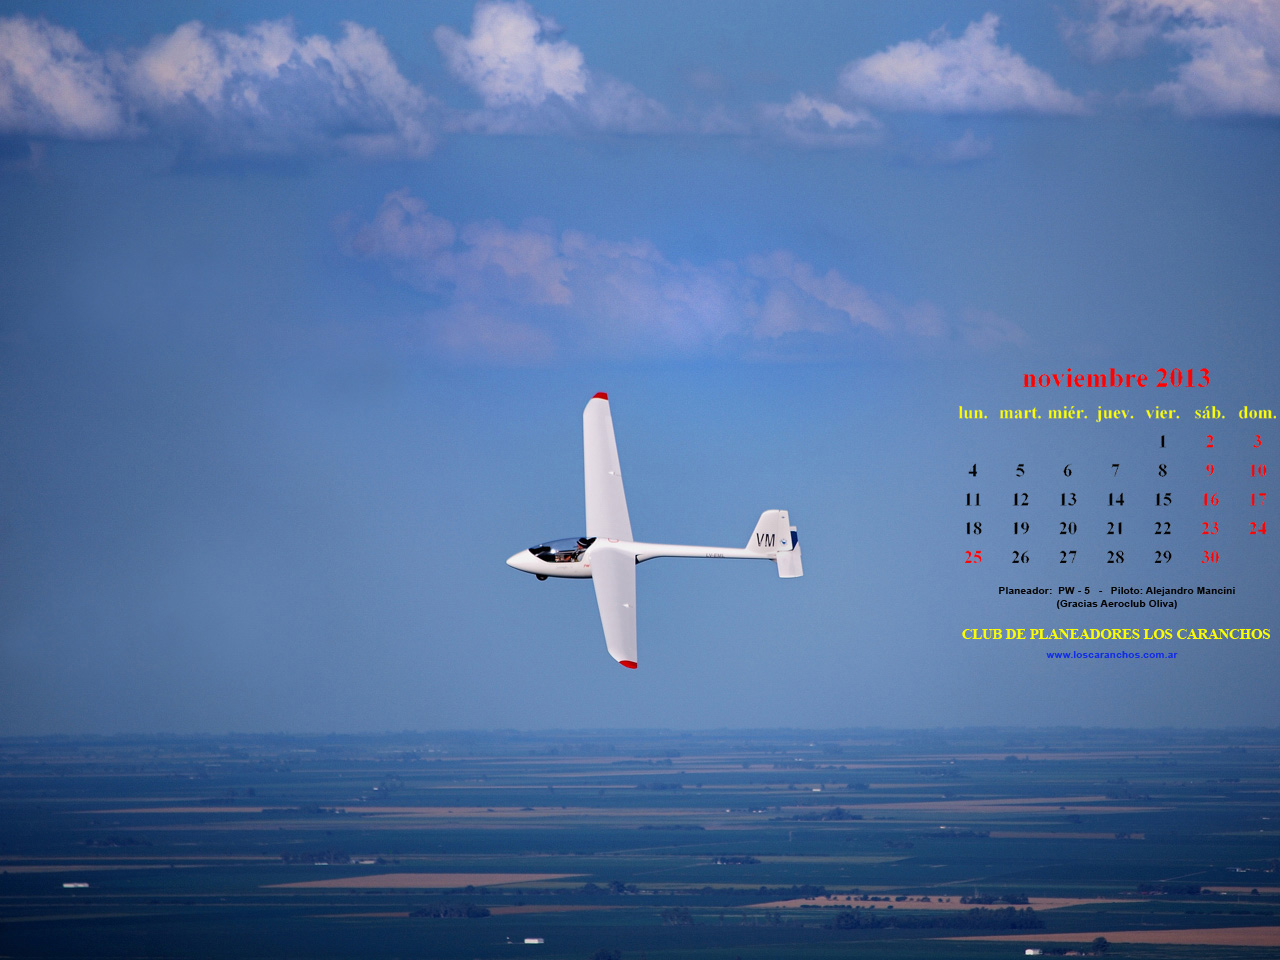 noviembre 2013
lun. mart. miér. juev. vier. sáb. dom.
1 2 3
4 5 6 7 8 9 10
11 12 13 14 15 16 17
18 19 20 21 22 23 24
25 26 27 28 29 30
VM
Planeador: PW - 5 - Piloto: Alejandro Mancini
(Gracias Aeroclub Oliva)
CLUB DE PLANEADORES LOS CARANCHOS
www.loscaranchos.com.ar